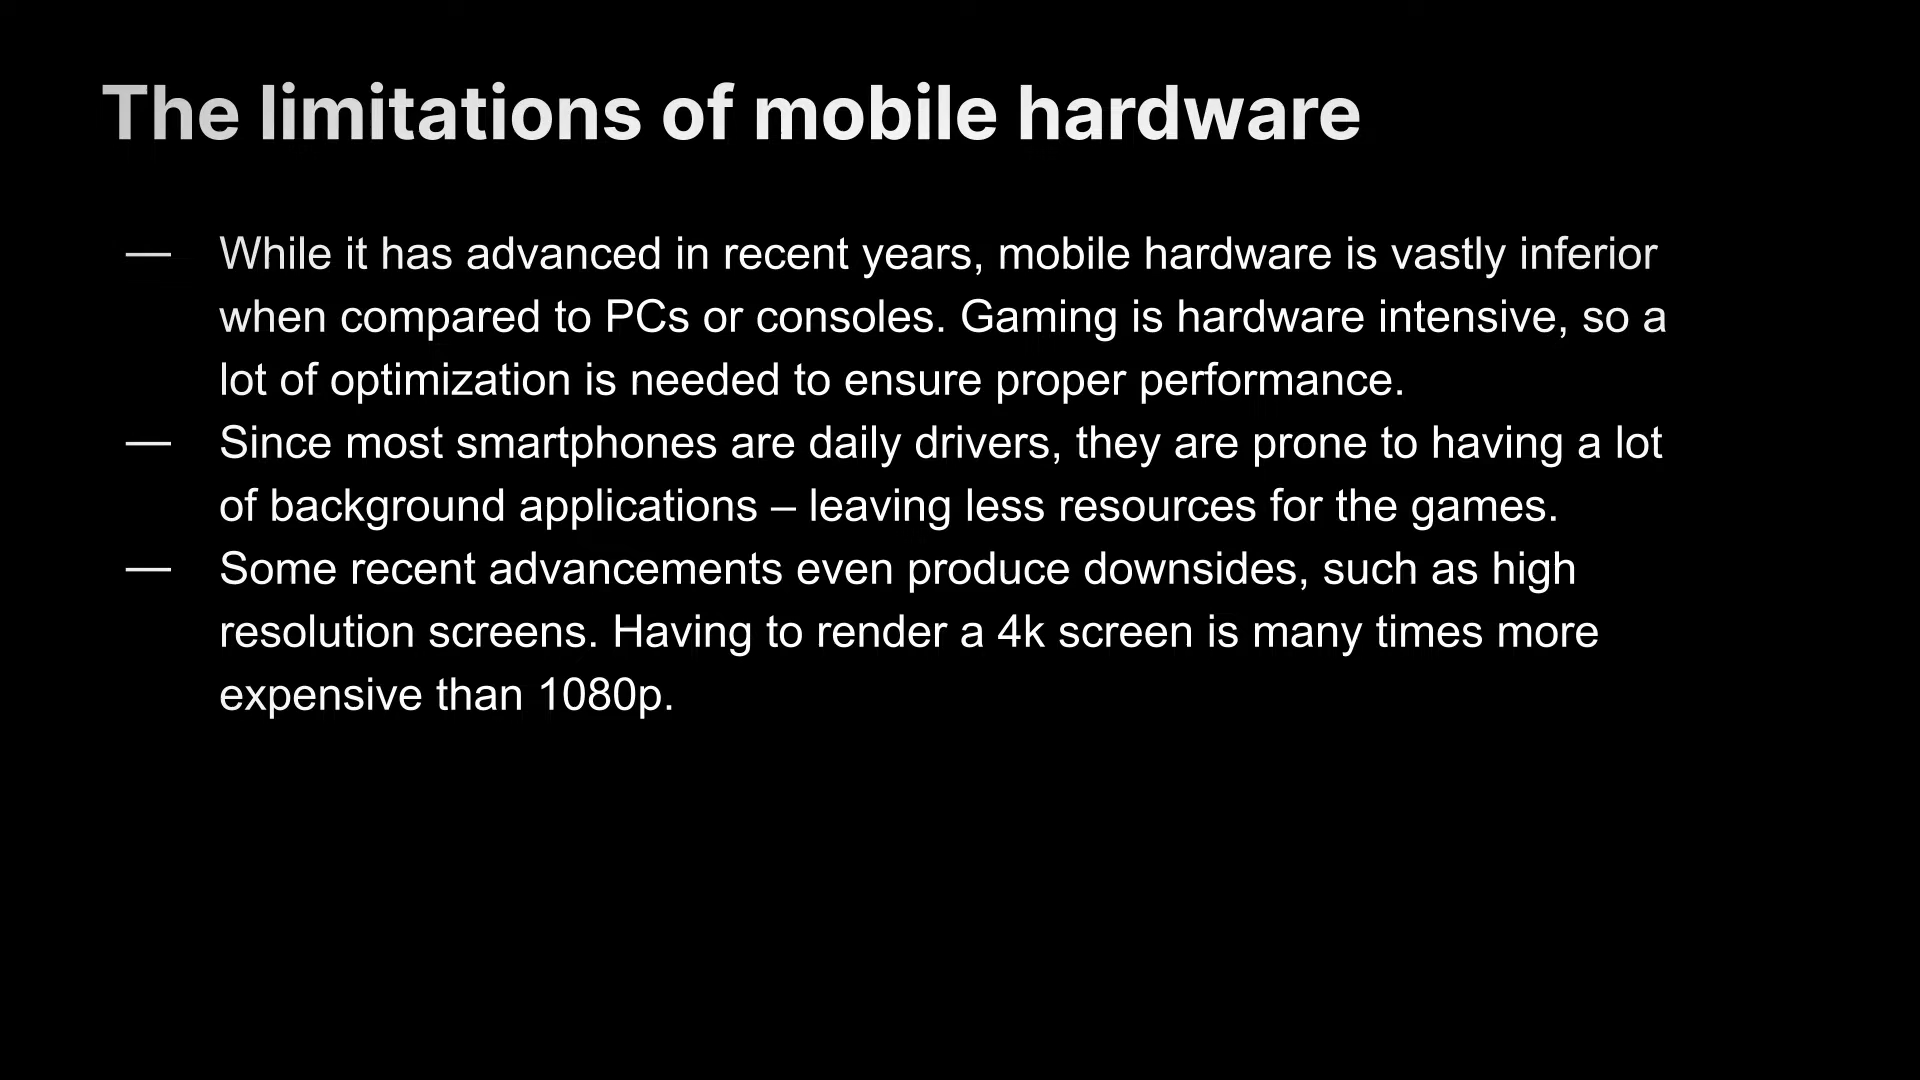 The limitations of mobile hardware
— While it has advanced in recent years, mobile hardware is vastly inferior
when compared to PCs or consoles. Gaming is hardware intensive, so a
lot of optimization is needed to ensure proper performance.
— Since most smartphones are daily drivers, they are prone to having a lot
of background applications – leaving less resources for the games.
— Some recent advancements even produce downsides, such as high
resolution screens. Having to render a 4k screen is many times more
expensive than 1080p.